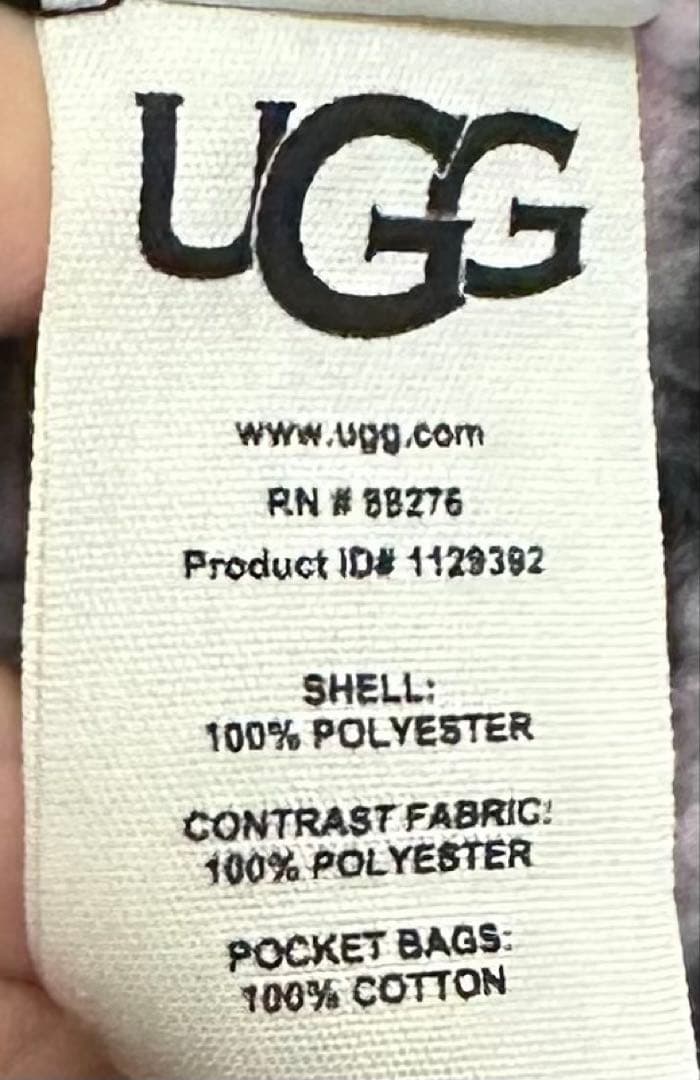 UGG
www.ugg.com
RN # 88276
Product ID# 1129392
SHELL:
100% POLYESTER
CONTRAST FABRIC:
100% POLYESTER
POCKET BAGS:
100% COTTON